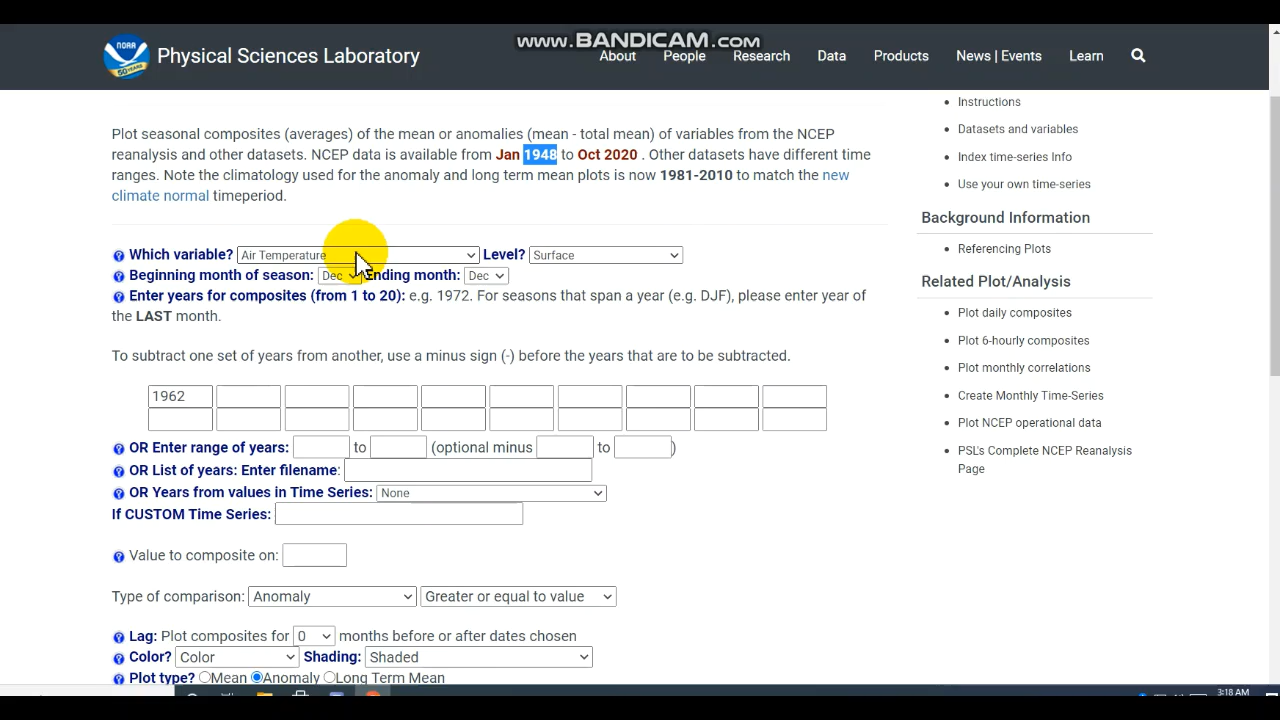 www.BANDICAM.com
NOAA
50 YEARS
Physical Sciences Laboratory
About People Research Data Products News | Events Learn
Plot seasonal composites (averages) of the mean or anomalies (mean - total mean) of variables from the NCEP
reanalysis and other datasets. NCEP data is available from Jan 1948 to Oct 2020 . Other datasets have different time
ranges. Note the climatology used for the anomaly and long term mean plots is now 1981-2010 to match the new
climate normal timeperiod.
Which variable? Air Temperature Level? Surface
Beginning month of season: Dec Ending month: Dec
Enter years for composites (from 1 to 20): e.g. 1972. For seasons that span a year (e.g. DJF), please enter year of
the LAST month.
To subtract one set of years from another, use a minus sign (-) before the years that are to be subtracted.
1962
OR Enter range of years: to (optional minus to )
OR List of years: Enter filename:
OR Years from values in Time Series: None
If CUSTOM Time Series:
Value to composite on:
Type of comparison: Anomaly Greater or equal to value
Lag: Plot composites for 0 months before or after dates chosen
Color? Color Shading: Shaded
Plot type? Mean Anomaly Long Term Mean
Instructions
Datasets and variables
Index time-series Info
Use your own time-series
Background Information
Referencing Plots
Related Plot/Analysis
Plot daily composites
Plot 6-hourly composites
Plot monthly correlations
Create Monthly Time-Series
Plot NCEP operational data
PSL's Complete NCEP Reanalysis
Page
3:18 AM